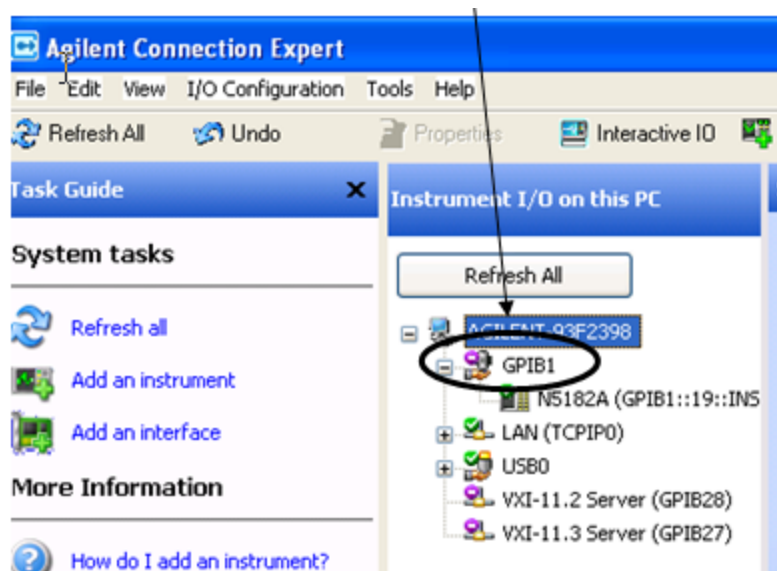 Agilent Connection Expert
File Edit View I/O Configuration Tools Help
Refresh All Undo Properties Interactive IO
Task Guide
System tasks
Refresh all
Add an instrument
Add an interface
More Information
How do I add an instrument?
Instrument I/O on this PC
Refresh All
AGILENT-93F2398
GPIB1
N5182A (GPIB1::19::INS
LAN (TCPIP0)
USB0
VXI-11.2 Server (GPIB28)
VXI-11.3 Server (GPIB27)